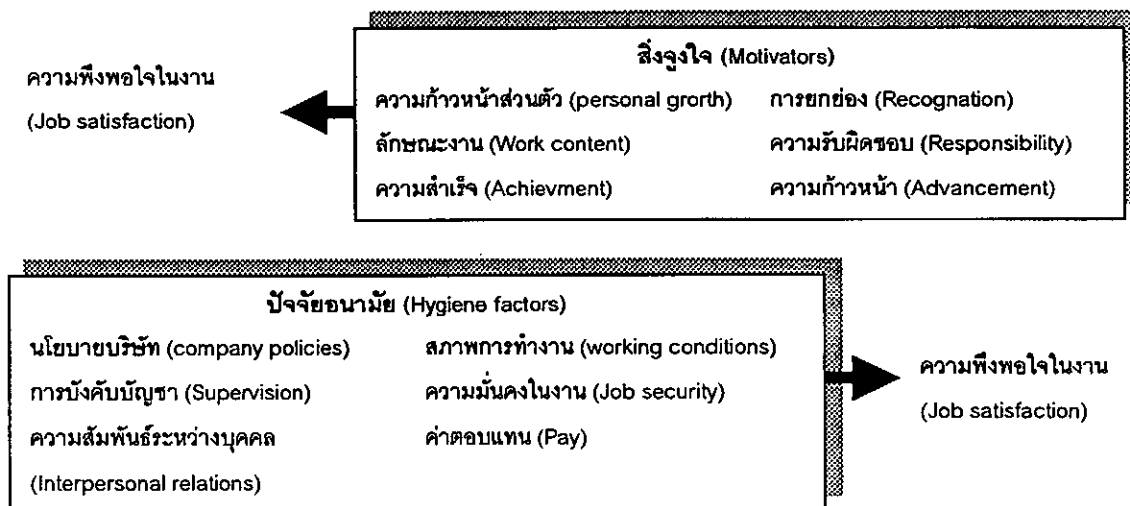 สิ่งจูงใจ (Motivators)
ความพึงพอใจในงาน
(Job satisfaction)
ความก้าวหน้าส่วนตัว (personal grorth) การยกย่อง (Recognation)
ลักษณะงาน (Work content) ความรับผิดชอบ (Responsibility)
ความสำเร็จ (Achievment) ความก้าวหน้า (Advancement)
ปัจจัยอนามัย (Hygiene factors)
นโยบายบริษัท (company policies) สภาพการทำงาน (working conditions)
การบังคับบัญชา (Supervision) ความมั่นคงในงาน (Job security)
ความสัมพันธ์ระหว่างบุคคล ค่าตอบแทน (Pay)
(Interpersonal relations)
ความพึงพอใจในงาน
(Job satisfaction)